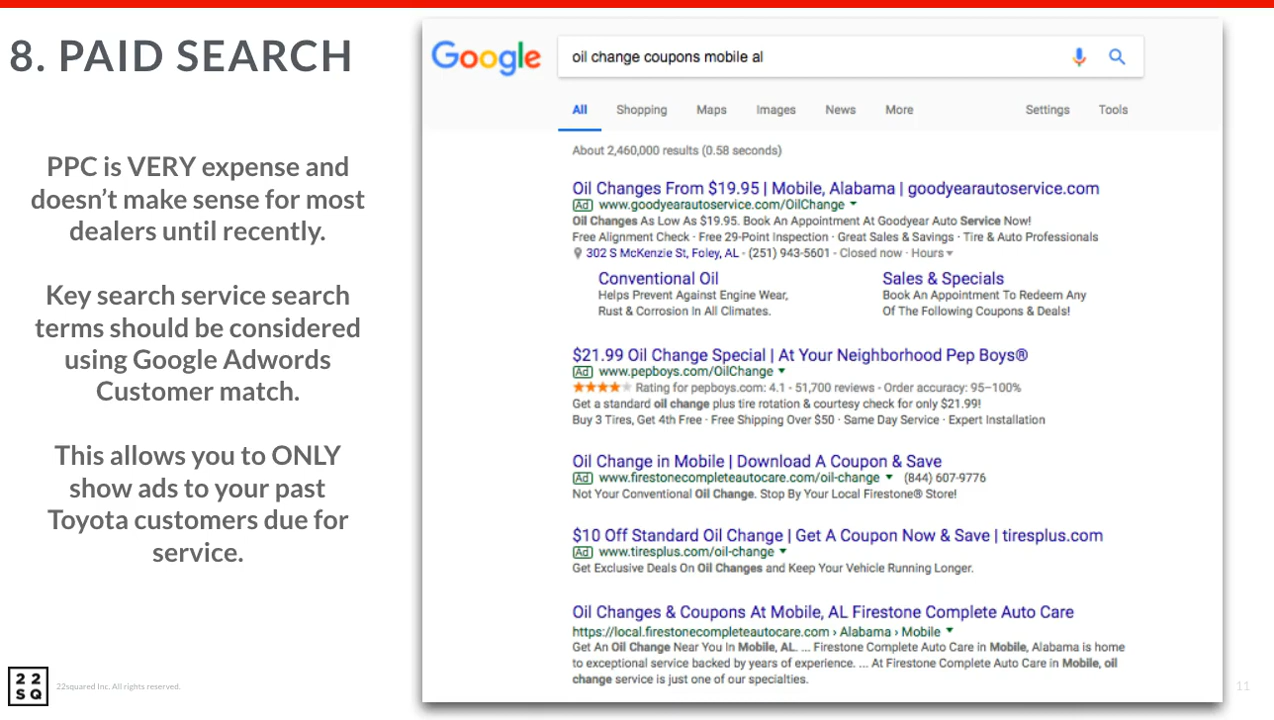 8. PAID SEARCH
PPC is VERY expense and
doesn’t make sense for most
dealers until recently.
Key search service search
terms should be considered
using Google Adwords
Customer match.
This allows you to ONLY
show ads to your past
Toyota customers due for
service.
22
SQ
22squared Inc. All rights reserved.
Google
oil change coupons mobile al
All Shopping Maps Images News More Settings Tools
About 2,460,000 results (0.58 seconds)
Oil Changes From $19.95 | Mobile, Alabama | goodyearautoservice.com
Ad www.goodyearautoservice.com/OilChange
Oil Changes As Low As $19.95. Book An Appointment At Goodyear Auto Service Now!
Free Alignment Check · Free 29-Point Inspection · Great Sales & Savings · Tire & Auto Professionals
302 S McKenzie St, Foley, AL - (251) 943-5601 - Closed now · Hours
Conventional Oil
Helps Prevent Against Engine Wear,
Rust & Corrosion In All Climates.
Sales & Specials
Book An Appointment To Redeem Any
Of The Following Coupons & Deals!
$21.99 Oil Change Special | At Your Neighborhood Pep Boys®
Ad www.pepboys.com/OilChange
Rating for pepboys.com: 4.1 - 51,700 reviews - Order accuracy: 95–100%
Get a standard oil change plus tire rotation & courtesy check for only $21.99!
Buy 3 Tires, Get 4th Free · Free Shipping Over $50 · Same Day Service · Expert Installation
Oil Change in Mobile | Download A Coupon & Save
Ad www.firestonecompleteautocare.com/oil-change (844) 607-9776
Not Your Conventional Oil Change. Stop By Your Local Firestone® Store!
$10 Off Standard Oil Change | Get A Coupon Now & Save | tiresplus.com
Ad www.tiresplus.com/oil-change
Get Exclusive Deals On Oil Changes and Keep Your Vehicle Running Longer.
Oil Changes & Coupons At Mobile, AL Firestone Complete Auto Care
https://local.firestonecompleteautocare.com › Alabama › Mobile
Get An Oil Change Near You In Mobile, AL. ... Firestone Complete Auto Care in Mobile, Alabama is home
to exceptional service backed by years of experience. ... At Firestone Complete Auto Care in Mobile, oil
change service is just one of our specialties.
11